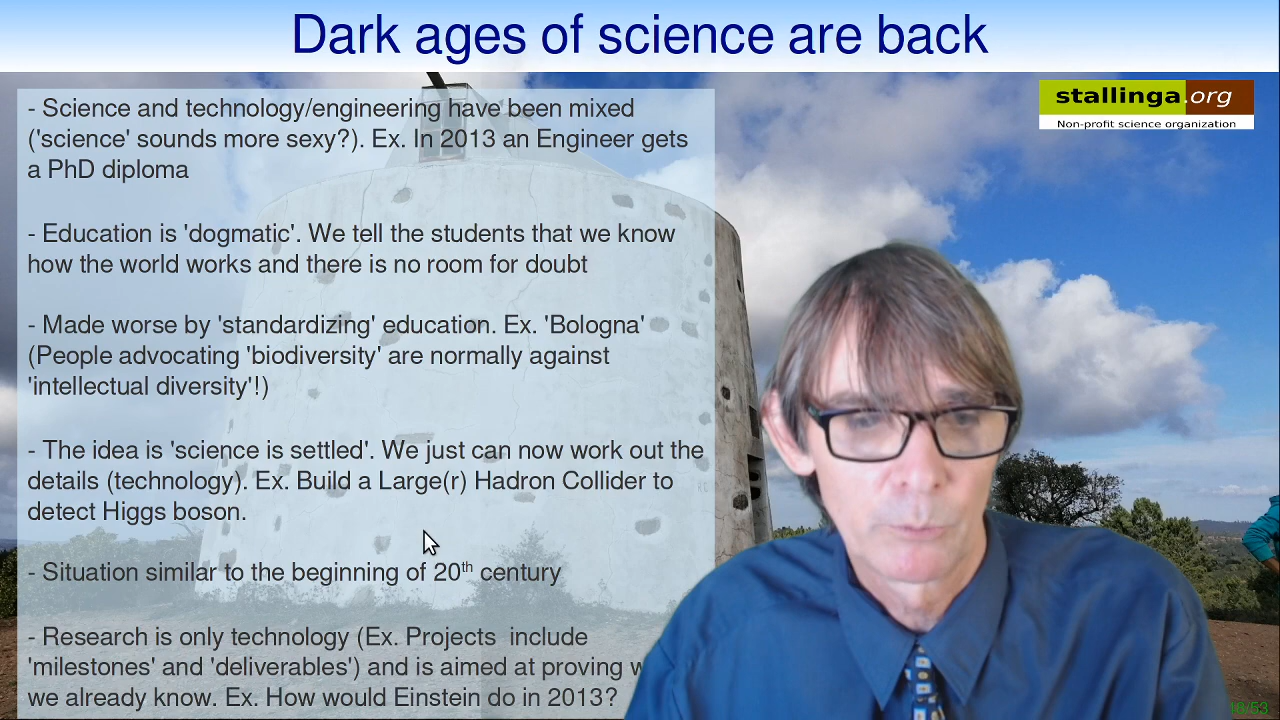 Dark ages of science are back
stallinga.org
Non-profit science organization
- Science and technology/engineering have been mixed
('science' sounds more sexy?). Ex. In 2013 an Engineer gets
a PhD diploma
- Education is 'dogmatic'. We tell the students that we know
how the world works and there is no room for doubt
- Made worse by 'standardizing' education. Ex. 'Bologna'
(People advocating 'biodiversity' are normally against
'intellectual diversity'!)
- The idea is 'science is settled'. We just can now work out the
details (technology). Ex. Build a Large(r) Hadron Collider to
detect Higgs boson.
- Situation similar to the beginning of 20th century
- Research is only technology (Ex. Projects include
'milestones' and 'deliverables') and is aimed at proving
we already know. Ex. How would Einstein do in 2013?